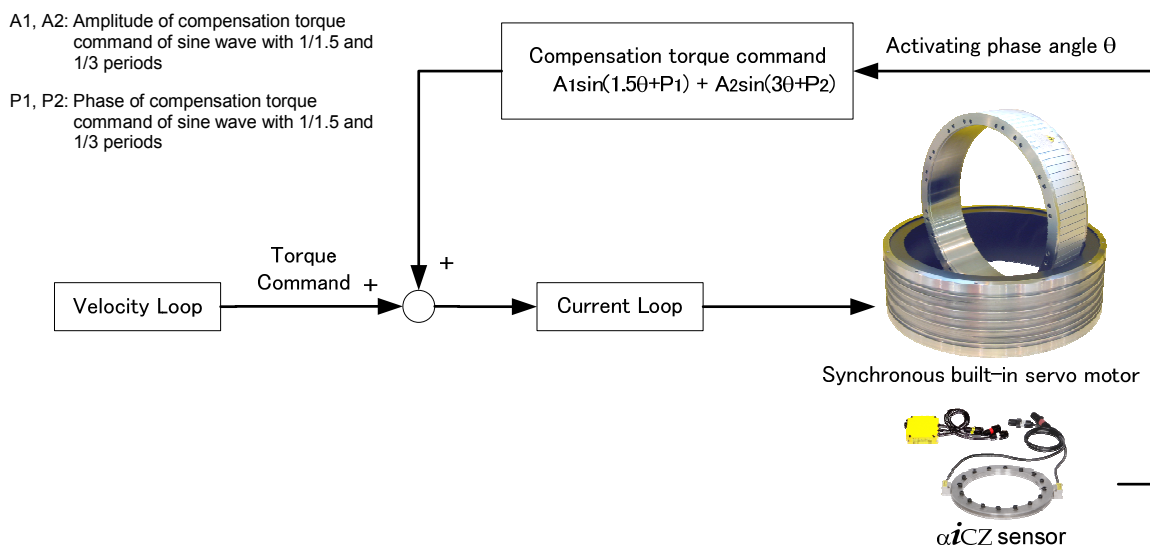 A1, A2: Amplitude of compensation torque
command of sine wave with 1/1.5 and
1/3 periods
P1, P2: Phase of compensation torque
command of sine wave with 1/1.5 and
1/3 periods
Compensation torque command
A1sin(1.5θ+P1) + A2sin(3θ+P2)
Activating phase angle θ
Torque
Command +
+
Velocity Loop
Current Loop
Synchronous built-in servo motor
αiCZ sensor